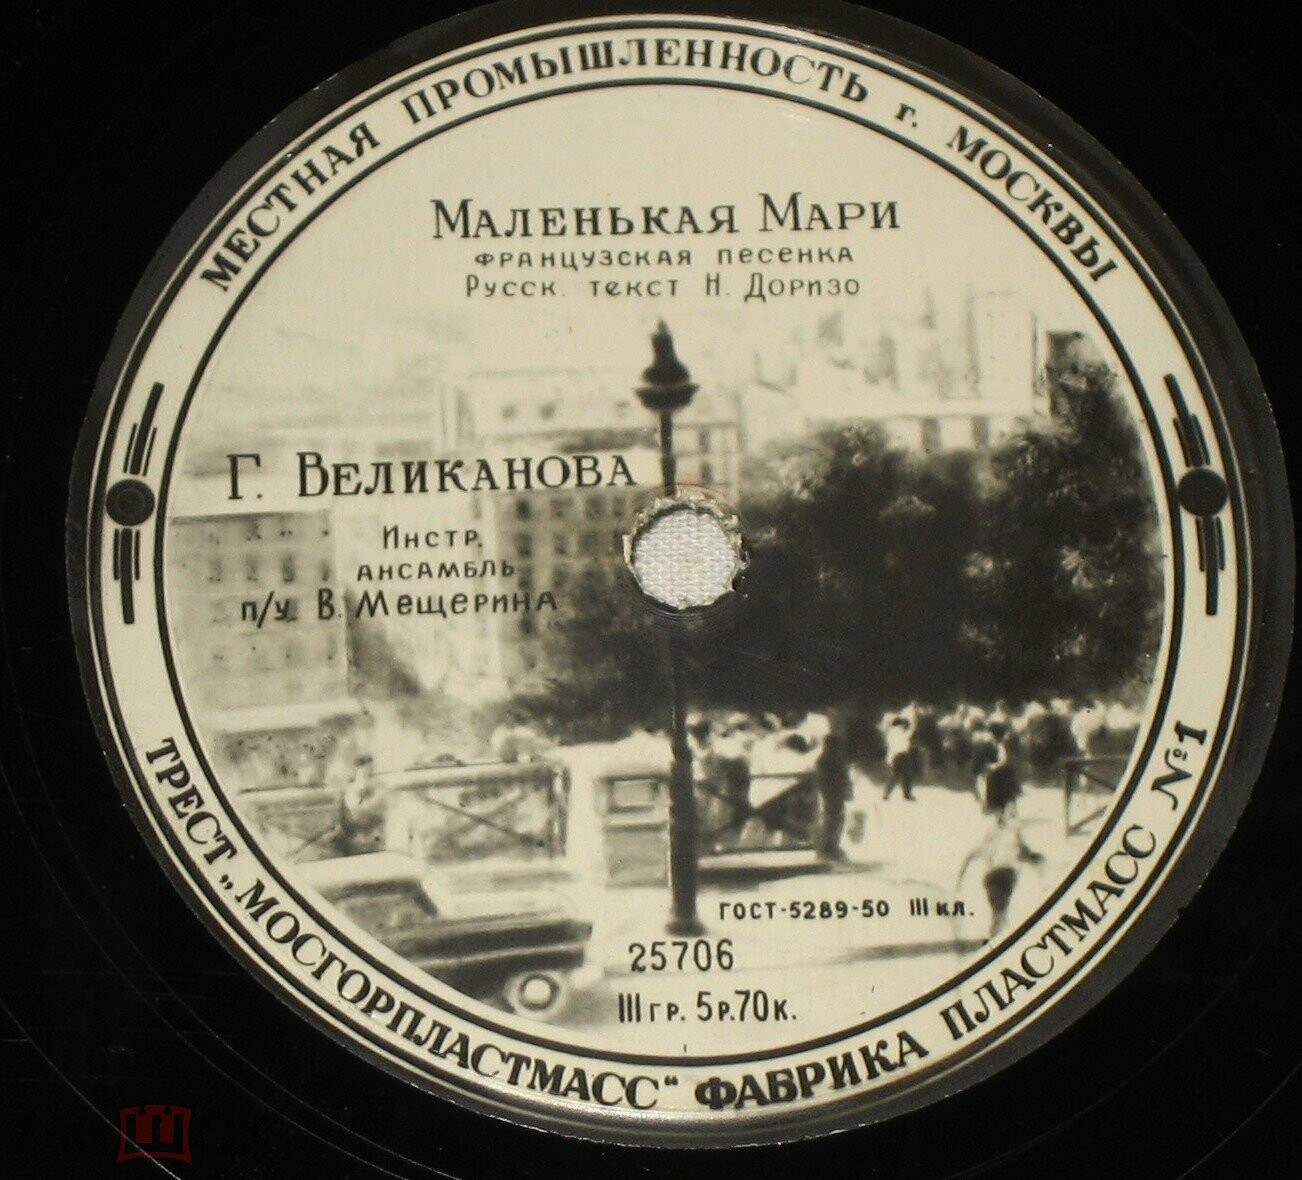 МЕСТНАЯ ПРОМЫШЛЕННОСТЬ г. МОСКВЫ
МАЛЕНЬКАЯ МАРИ
ФРАНЦУЗСКАЯ ПЕСЕНКА
Русск. текст Н. Доризо
Г. ВЕЛИКАНОВА
Инстр.
АНСАМБЛЬ
п/у. В. Мещерина
ГОСТ-5289-50 III кл.
25706
III гр. 5р.70к.
ТРЕСТ „МОСГОРПЛАСТМАСС“ ФАБРИКА ПЛАСТМАСС №1